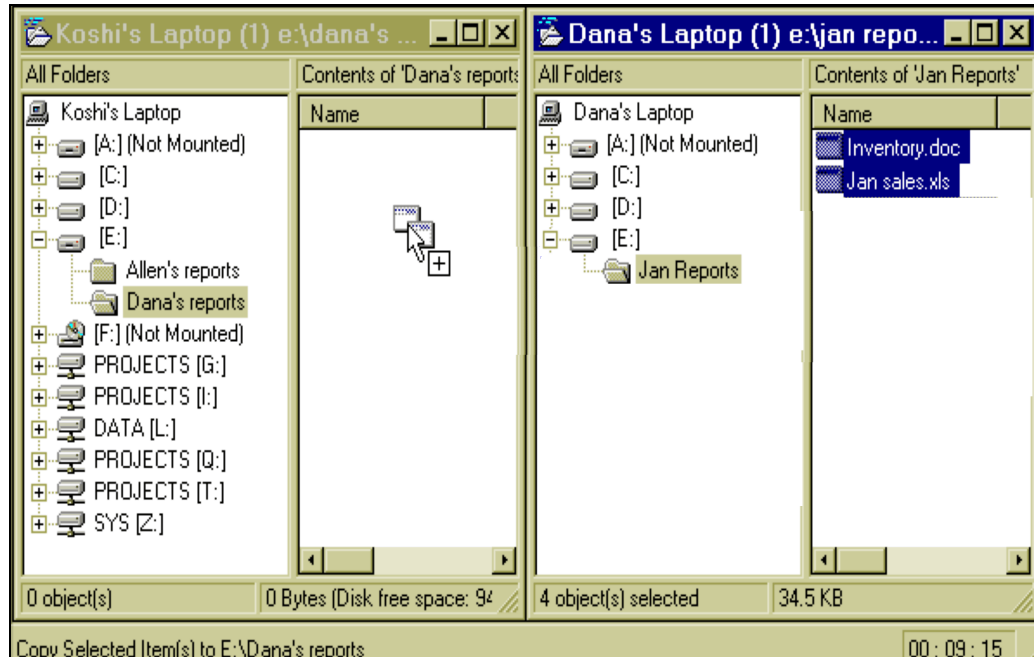 Koshi's Laptop (1) e:\dana's ...
All Folders
Contents of 'Dana's reports
Koshi's Laptop
[A:] (Not Mounted)
[C:]
[D:]
[E:]
Allen's reports
Dana's reports
[F:] (Not Mounted)
PROJECTS [G:]
PROJECTS [I:]
DATA [L:]
PROJECTS [Q:]
PROJECTS [T:]
SYS [Z:]
Name
0 object(s)
0 Bytes (Disk free space: 94
Dana's Laptop (1) e:\jan repo...
All Folders
Contents of 'Jan Reports'
Dana's Laptop
[A:] (Not Mounted)
[C:]
[D:]
[E:]
Jan Reports
Name
Inventory.doc
Jan sales.xls
4 object(s) selected
34.5 KB
Copy Selected Item(s) to E:\Dana's reports
00 : 09 : 15